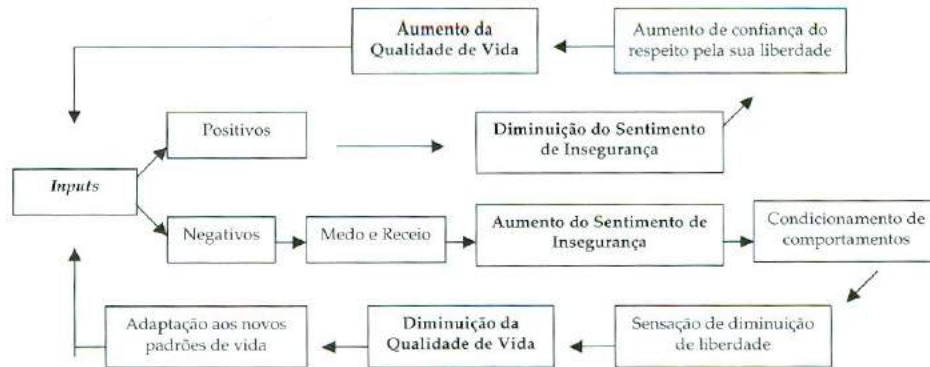 Aumento da
Qualidade de Vida
Aumento de confiança do
respeito pela sua liberdade
Positivos
Diminuição do Sentimento
de Insegurança
Inputs
Negativos
Medo e Receio
Aumento do Sentimento de
Insegurança
Condicionamento de
comportamentos
Adaptação aos novos
padrões de vida
Diminuição da
Qualidade de Vida
Sensação de diminuição
de liberdade